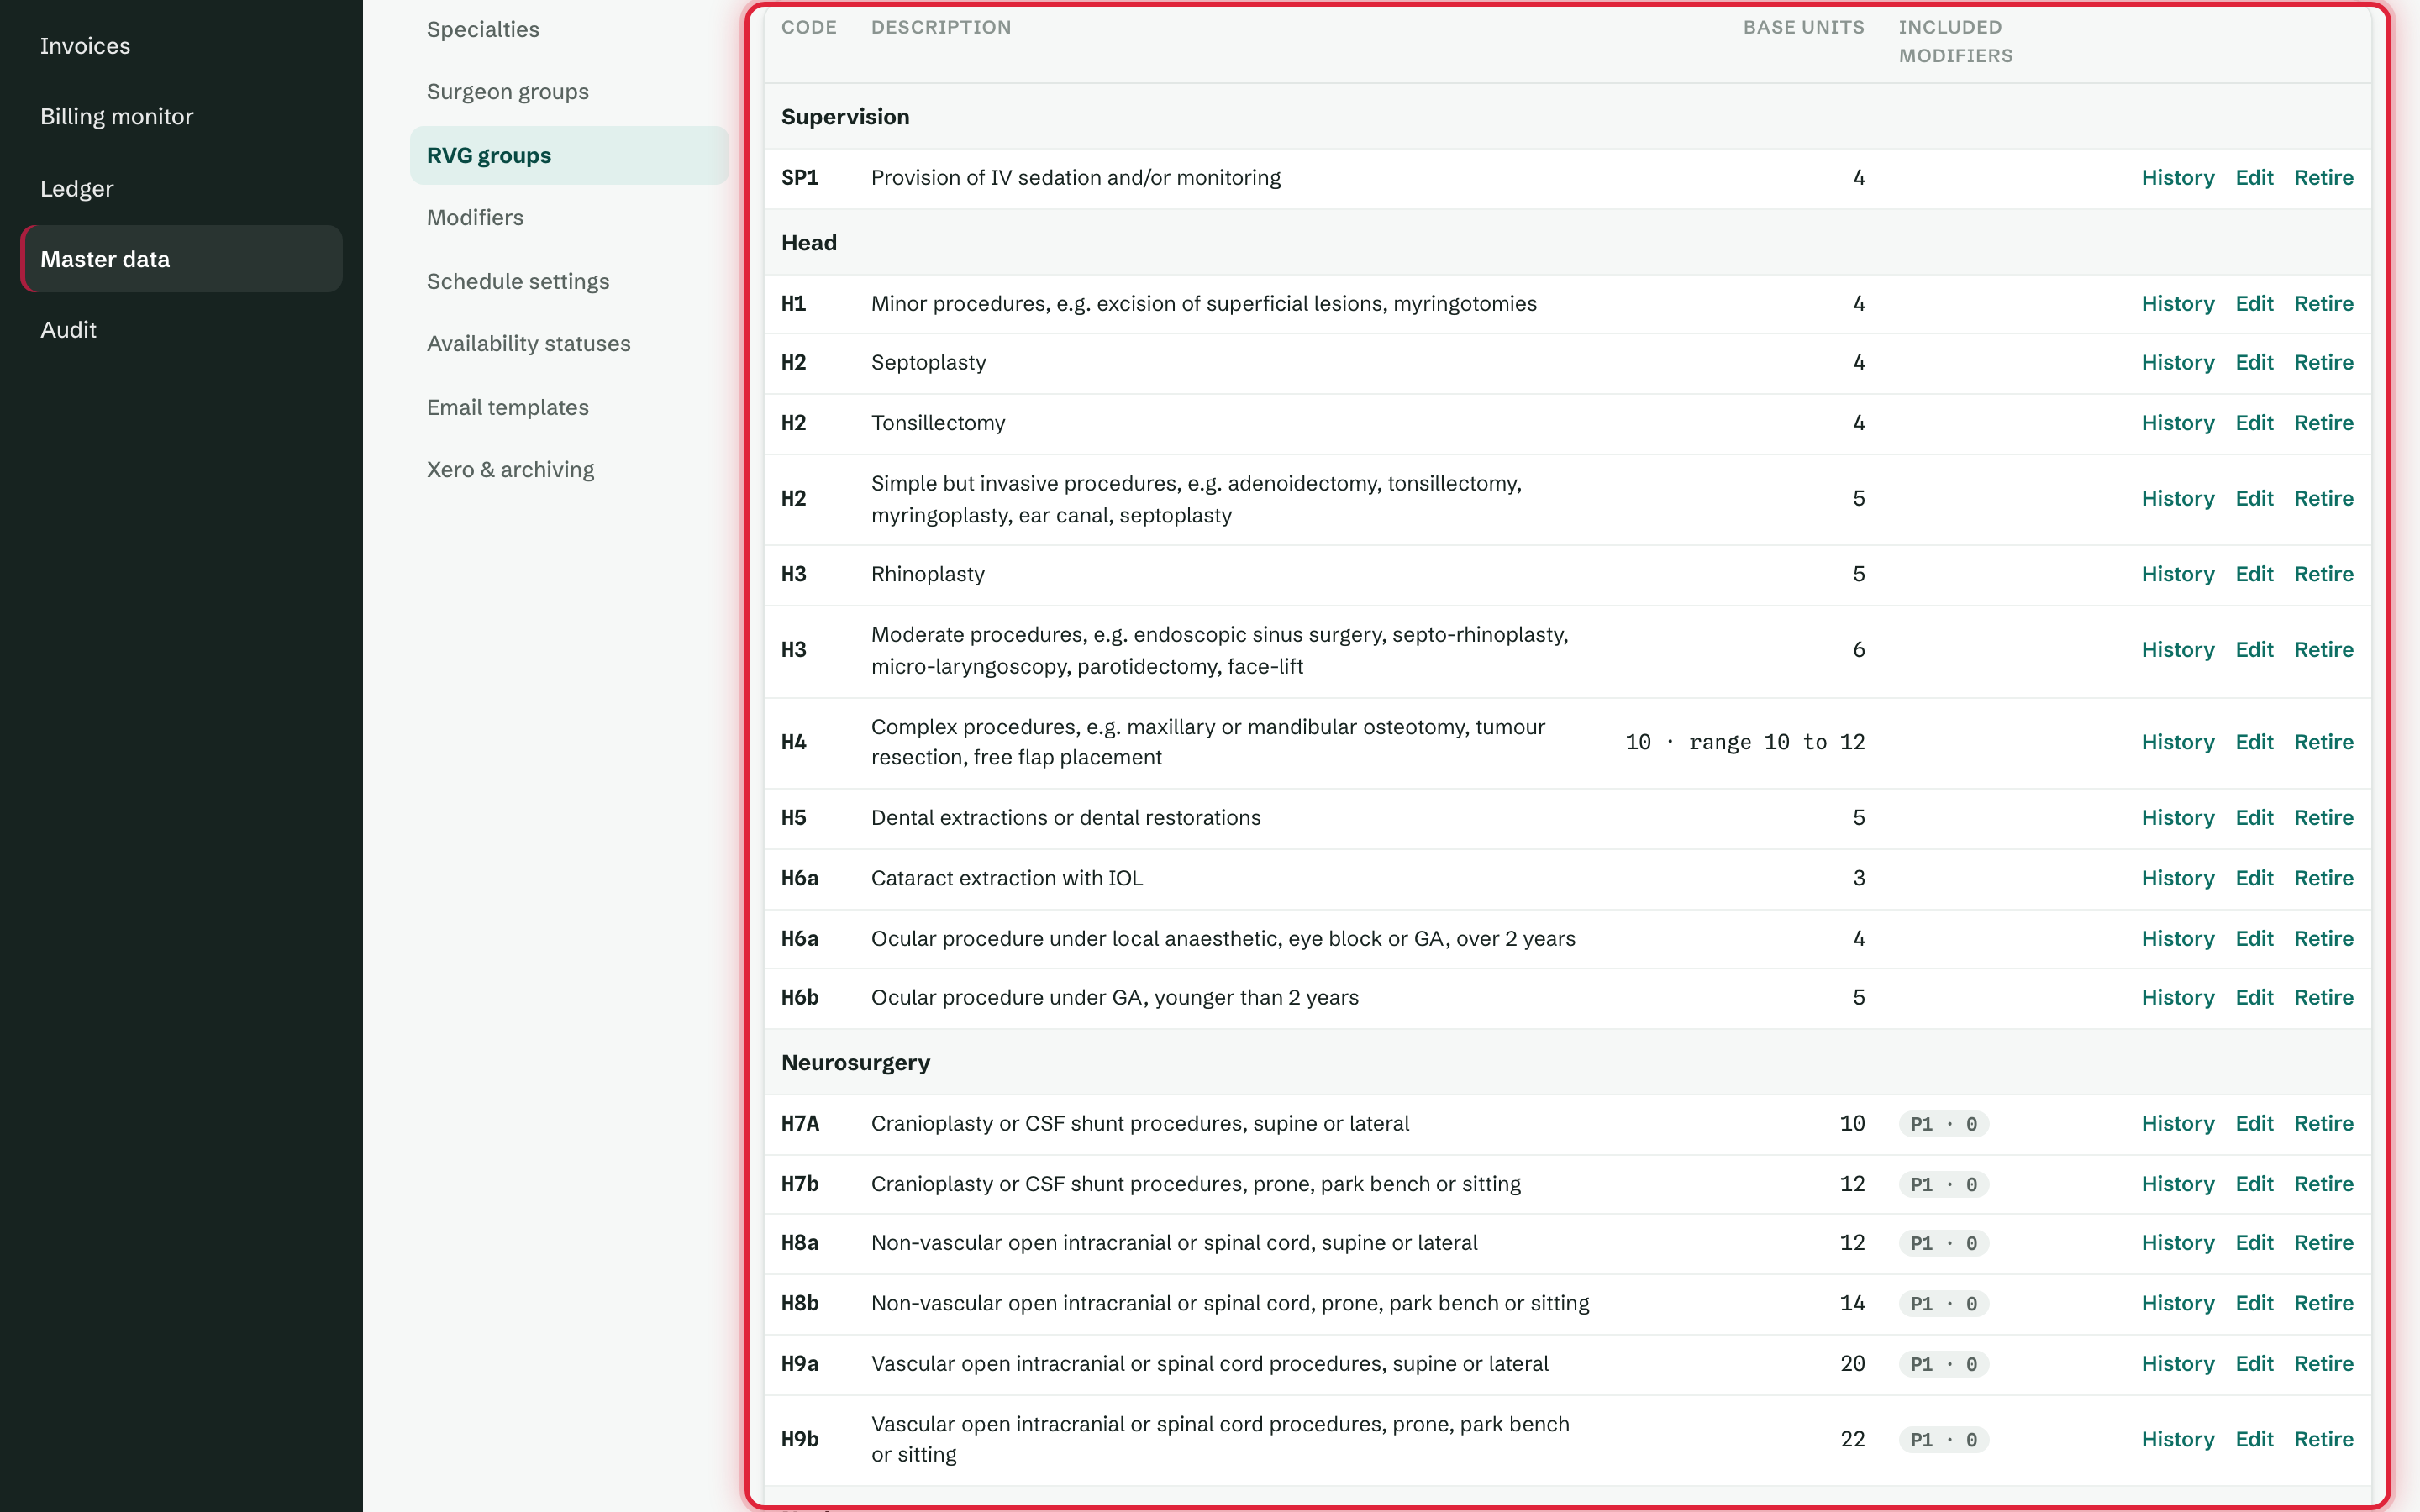 Invoices
Billing monitor
Ledger
Master data
Audit
Specialties
Surgeon groups
RVG groups
Modifiers
Schedule settings
Availability statuses
Email templates
Xero & archiving
CODE DESCRIPTION BASE UNITS INCLUDED
MODIFIERS
Supervision
SP1 Provision of IV sedation and/or monitoring 4 History Edit Retire
Head
H1 Minor procedures, e.g. excision of superficial lesions, myringotomies 4 History Edit Retire
H2 Septoplasty 4 History Edit Retire
H2 Tonsillectomy 4 History Edit Retire
H2 Simple but invasive procedures, e.g. adenoidectomy, tonsillectomy,
myringoplasty, ear canal, septoplasty 5 History Edit Retire
H3 Rhinoplasty 5 History Edit Retire
H3 Moderate procedures, e.g. endoscopic sinus surgery, septo-rhinoplasty,
micro-laryngoscopy, parotidectomy, face-lift 6 History Edit Retire
H4 Complex procedures, e.g. maxillary or mandibular osteotomy, tumour
resection, free flap placement 10 · range 10 to 12 History Edit Retire
H5 Dental extractions or dental restorations 5 History Edit Retire
H6a Cataract extraction with IOL 3 History Edit Retire
H6a Ocular procedure under local anaesthetic, eye block or GA, over 2 years 4 History Edit Retire
H6b Ocular procedure under GA, younger than 2 years 5 History Edit Retire
Neurosurgery
H7A Cranioplasty or CSF shunt procedures, supine or lateral 10 P1 · 0 History Edit Retire
H7b Cranioplasty or CSF shunt procedures, prone, park bench or sitting 12 P1 · 0 History Edit Retire
H8a Non-vascular open intracranial or spinal cord, supine or lateral 12 P1 · 0 History Edit Retire
H8b Non-vascular open intracranial or spinal cord, prone, park bench or sitting 14 P1 · 0 History Edit Retire
H9a Vascular open intracranial or spinal cord procedures, supine or lateral 20 P1 · 0 History Edit Retire
H9b Vascular open intracranial or spinal cord procedures, prone, park bench
or sitting 22 P1 · 0 History Edit Retire